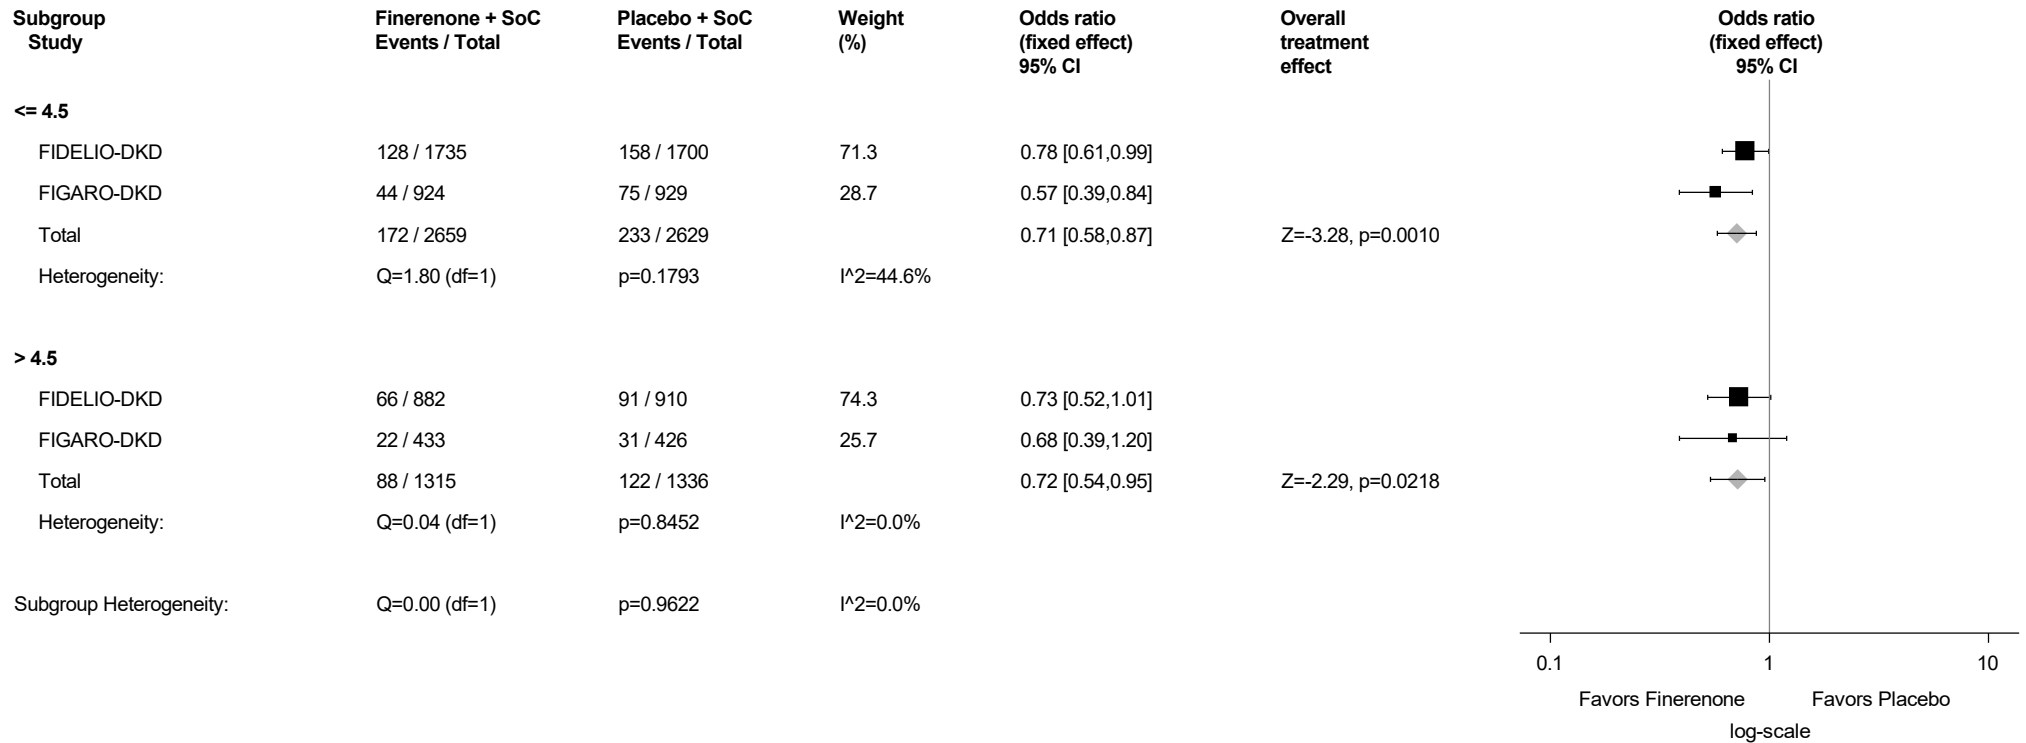 Subgroup Finerenone + SoC Placebo + SoC Weight Odds ratio Overall Odds ratio
Study Events / Total Events / Total (%) (fixed effect) treatment (fixed effect)
95% CI effect 95% CI
<= 4.5
FIDELIO-DKD 128 / 1735 158 / 1700 71.3 0.78 [0.61,0.99]
FIGARO-DKD 44 / 924 75 / 929 28.7 0.57 [0.39,0.84]
Total 172 / 2659 233 / 2629 0.71 [0.58,0.87] Z=-3.28, p=0.0010
Heterogeneity: Q=1.80 (df=1) p=0.1793 I^2=44.6%
> 4.5
FIDELIO-DKD 66 / 882 91 / 910 74.3 0.73 [0.52,1.01]
FIGARO-DKD 22 / 433 31 / 426 25.7 0.68 [0.39,1.20]
Total 88 / 1315 122 / 1336 0.72 [0.54,0.95] Z=-2.29, p=0.0218
Heterogeneity: Q=0.04 (df=1) p=0.8452 I^2=0.0%
Subgroup Heterogeneity: Q=0.00 (df=1) p=0.9622 I^2=0.0%
0.1 1 10
Favors Finerenone Favors Placebo
log-scale